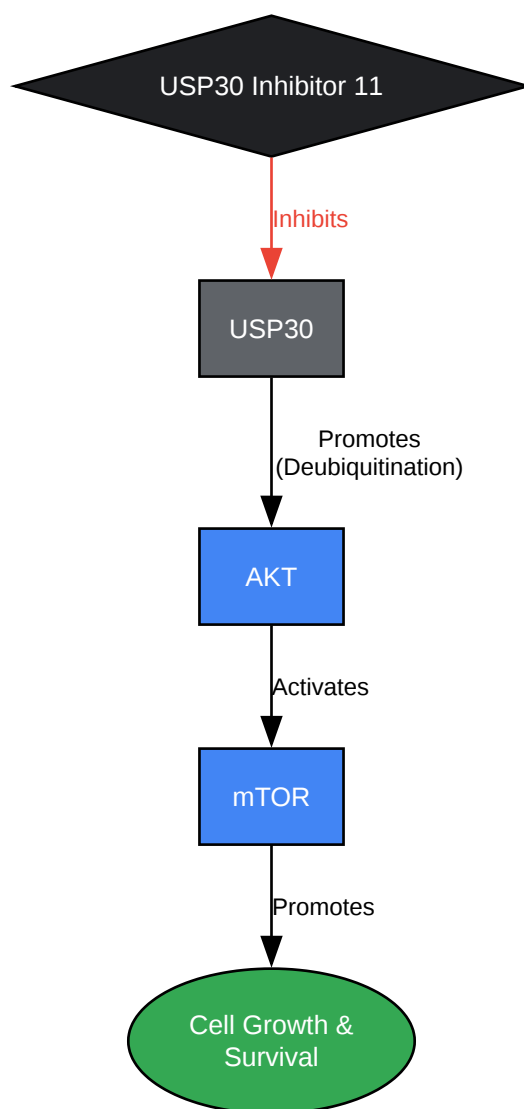 USP30 Inhibitor 11
Inhibits
USP30
Promotes
(Deubiquitination)
AKT
Activates
mTOR
Promotes
Cell Growth &
Survival